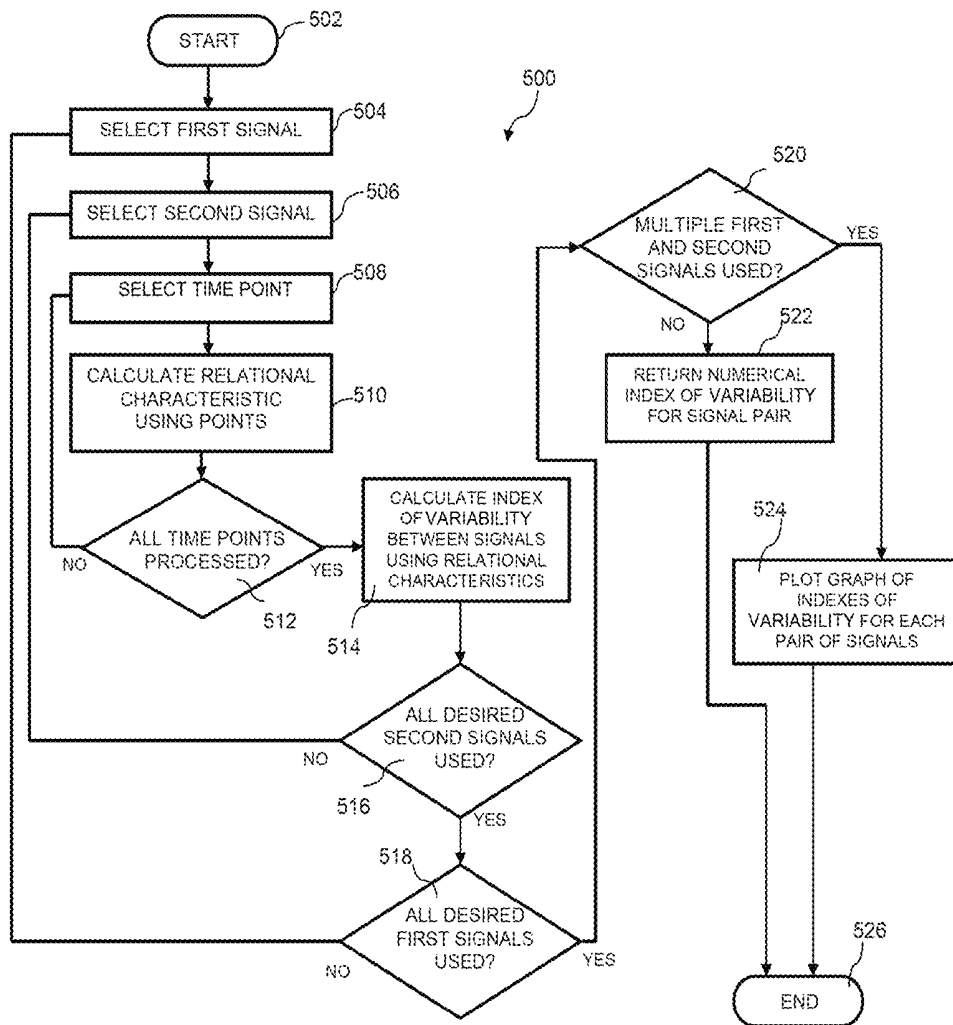 START
502
500
504
SELECT FIRST SIGNAL
506
SELECT SECOND SIGNAL
508
SELECT TIME POINT
CALCULATE RELATIONAL
CHARACTERISTIC
USING POINTS
510
ALL TIME POINTS
PROCESSED?
NO
YES
512
CALCULATE INDEX
OF VARIABILITY
BETWEEN SIGNALS
USING RELATIONAL
CHARACTERISTICS
514
ALL DESIRED
SECOND SIGNALS
USED?
NO
516
YES
518
ALL DESIRED
FIRST SIGNALS
USED?
NO
YES
520
MULTIPLE FIRST
AND SECOND
SIGNALS USED?
YES
NO
522
RETURN NUMERICAL
INDEX OF VARIABILITY
FOR SIGNAL PAIR
524
PLOT GRAPH OF
INDEXES OF
VARIABILITY FOR EACH
PAIR OF SIGNALS
526
END